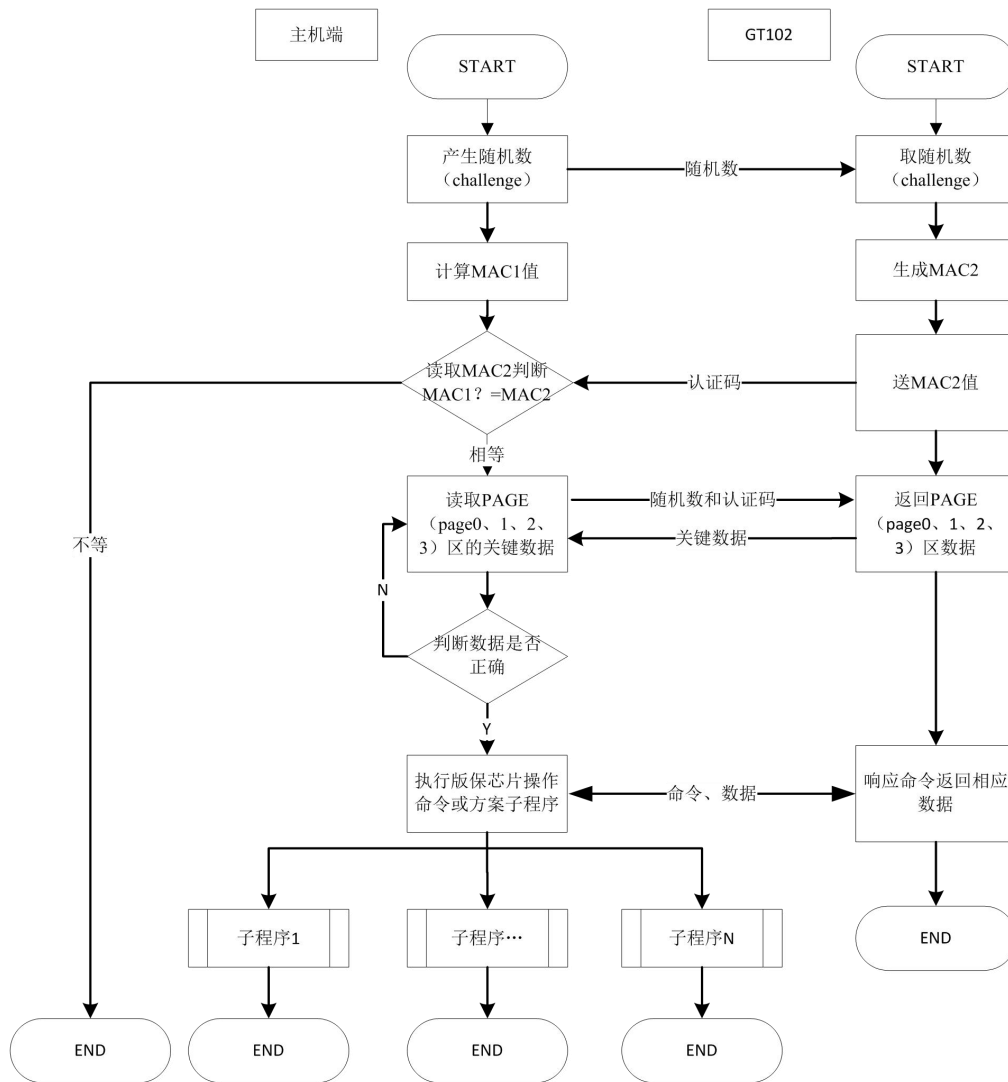 主机端
GT102
START
START
产生随机数
（challenge）
随机数
取随机数
（challenge）
计算MAC1值
生成MAC2
读取MAC2判断
MAC1？=MAC2
认证码
送MAC2值
相等
不等
读取PAGE
（page0、1、2、
3）区的关键数据
随机数和认证码
关键数据
返回PAGE
（page0、1、2、
3）区数据
N
判断数据是否
正确
Y
执行版保芯片操作
命令或方案子程序
命令、数据
响应命令返回相应
数据
子程序1
子程序…
子程序N
END
END
END
END
END